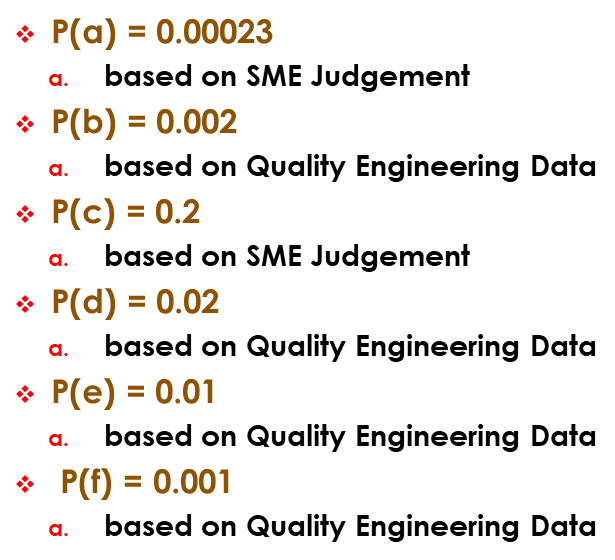 ❖ P(a) = 0.00023
a. based on SME Judgement
❖ P(b) = 0.002
a. based on Quality Engineering Data
❖ P(c) = 0.2
a. based on SME Judgement
❖ P(d) = 0.02
a. based on Quality Engineering Data
❖ P(e) = 0.01
a. based on Quality Engineering Data
❖ P(f) = 0.001
a. based on Quality Engineering Data